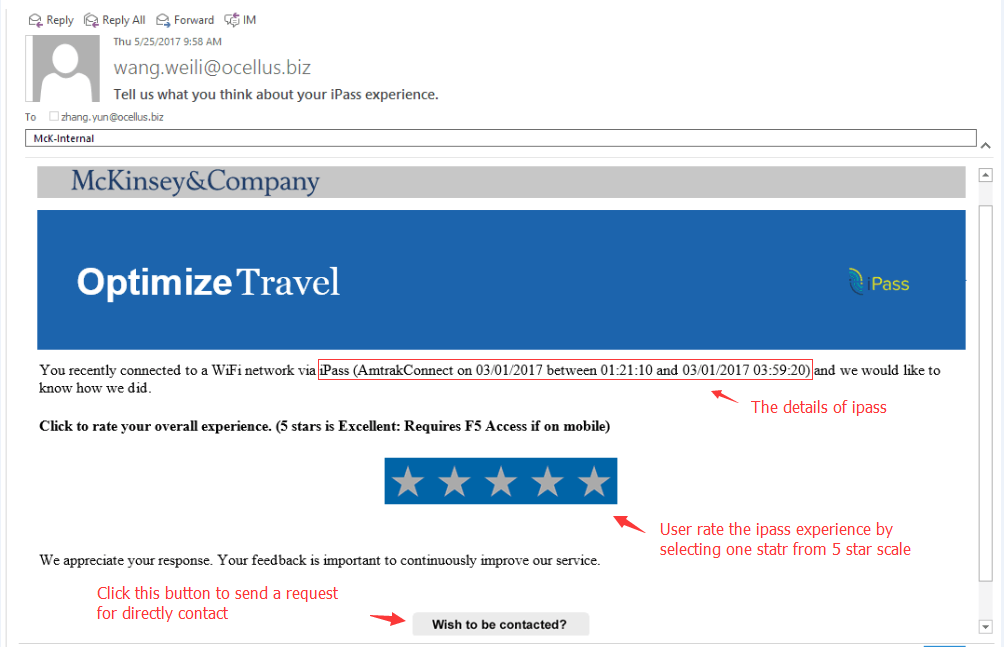 Reply Reply All Forward IM
Thu 5/25/2017 9:58 AM
wang.weili@ocellus.biz
Tell us what you think about your iPass experience.
To zhang.yun@ocellus.biz
McK-Internal
McKinsey&Company
Optimize Travel
iPass
You recently connected to a WiFi network via iPass (AmtrakConnect on 03/01/2017 between 01:21:10 and 03/01/2017 03:59:20) and we would like to
know how we did.
The details of ipass
Click to rate your overall experience. (5 stars is Excellent: Requires F5 Access if on mobile)
User rate the ipass experience by
selecting one statr from 5 star scale
We appreciate your response. Your feedback is important to continuously improve our service.
Click this button to send a request
for directly contact
Wish to be contacted?